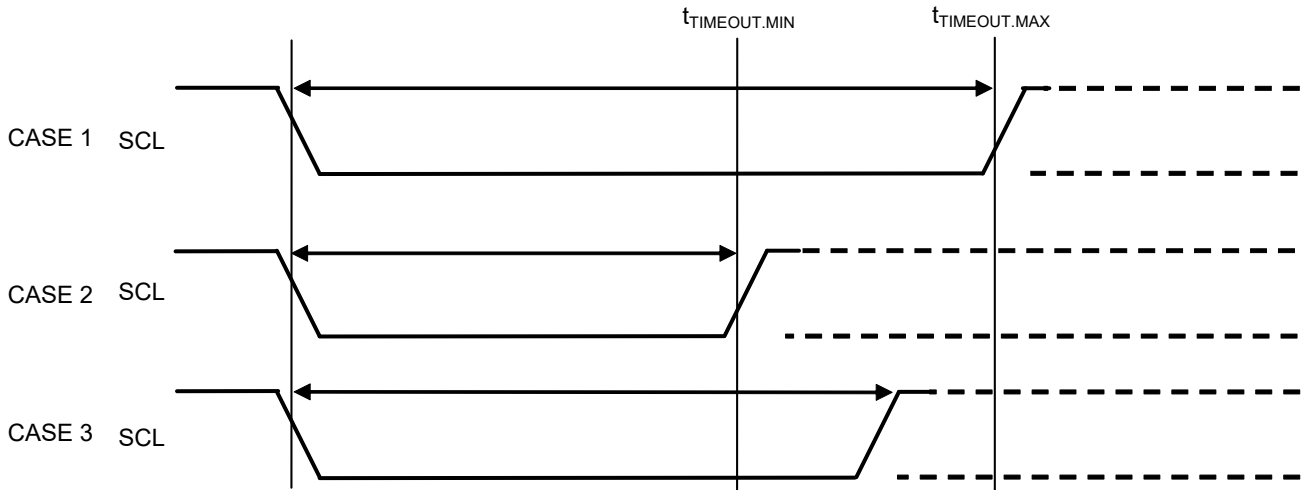 tTIMEOUT.MIN
tTIMEOUT.MAX
CASE 1 SCL
CASE 2 SCL
CASE 3 SCL